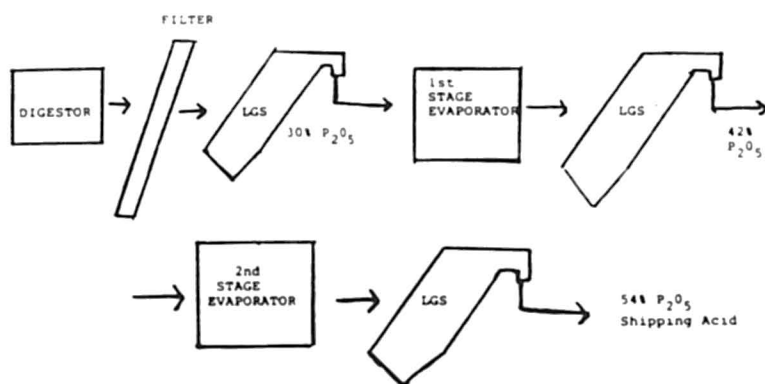 FILTER
DIGESTOR
LGS
30% P₂O₅
1st
STAGE
EVAPORATOR
LGS
42%
P₂O₅
2nd
STAGE
EVAPORATOR
LGS
54% P₂O₅
Shipping Acid